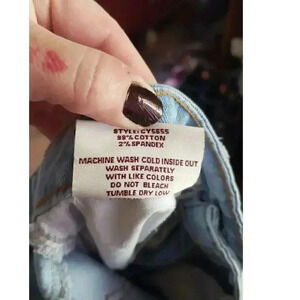 STYLE: CY5655
98% COTTON
2% SPANDEX
MACHINE WASH COLD INSIDE OUT
WASH SEPARATELY
WITH LIKE COLORS
DO NOT BLEACH
TUMBLE DRY LOW